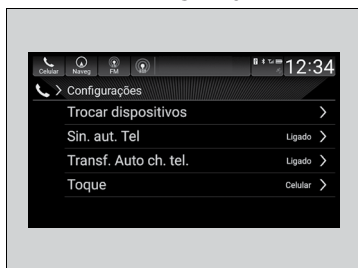 Celular Naveg FM 12:34
Configurações
Trocar dispositivos
Sin. aut. Tel Ligado
Transf. Auto ch. tel. Ligado
Toque Celular